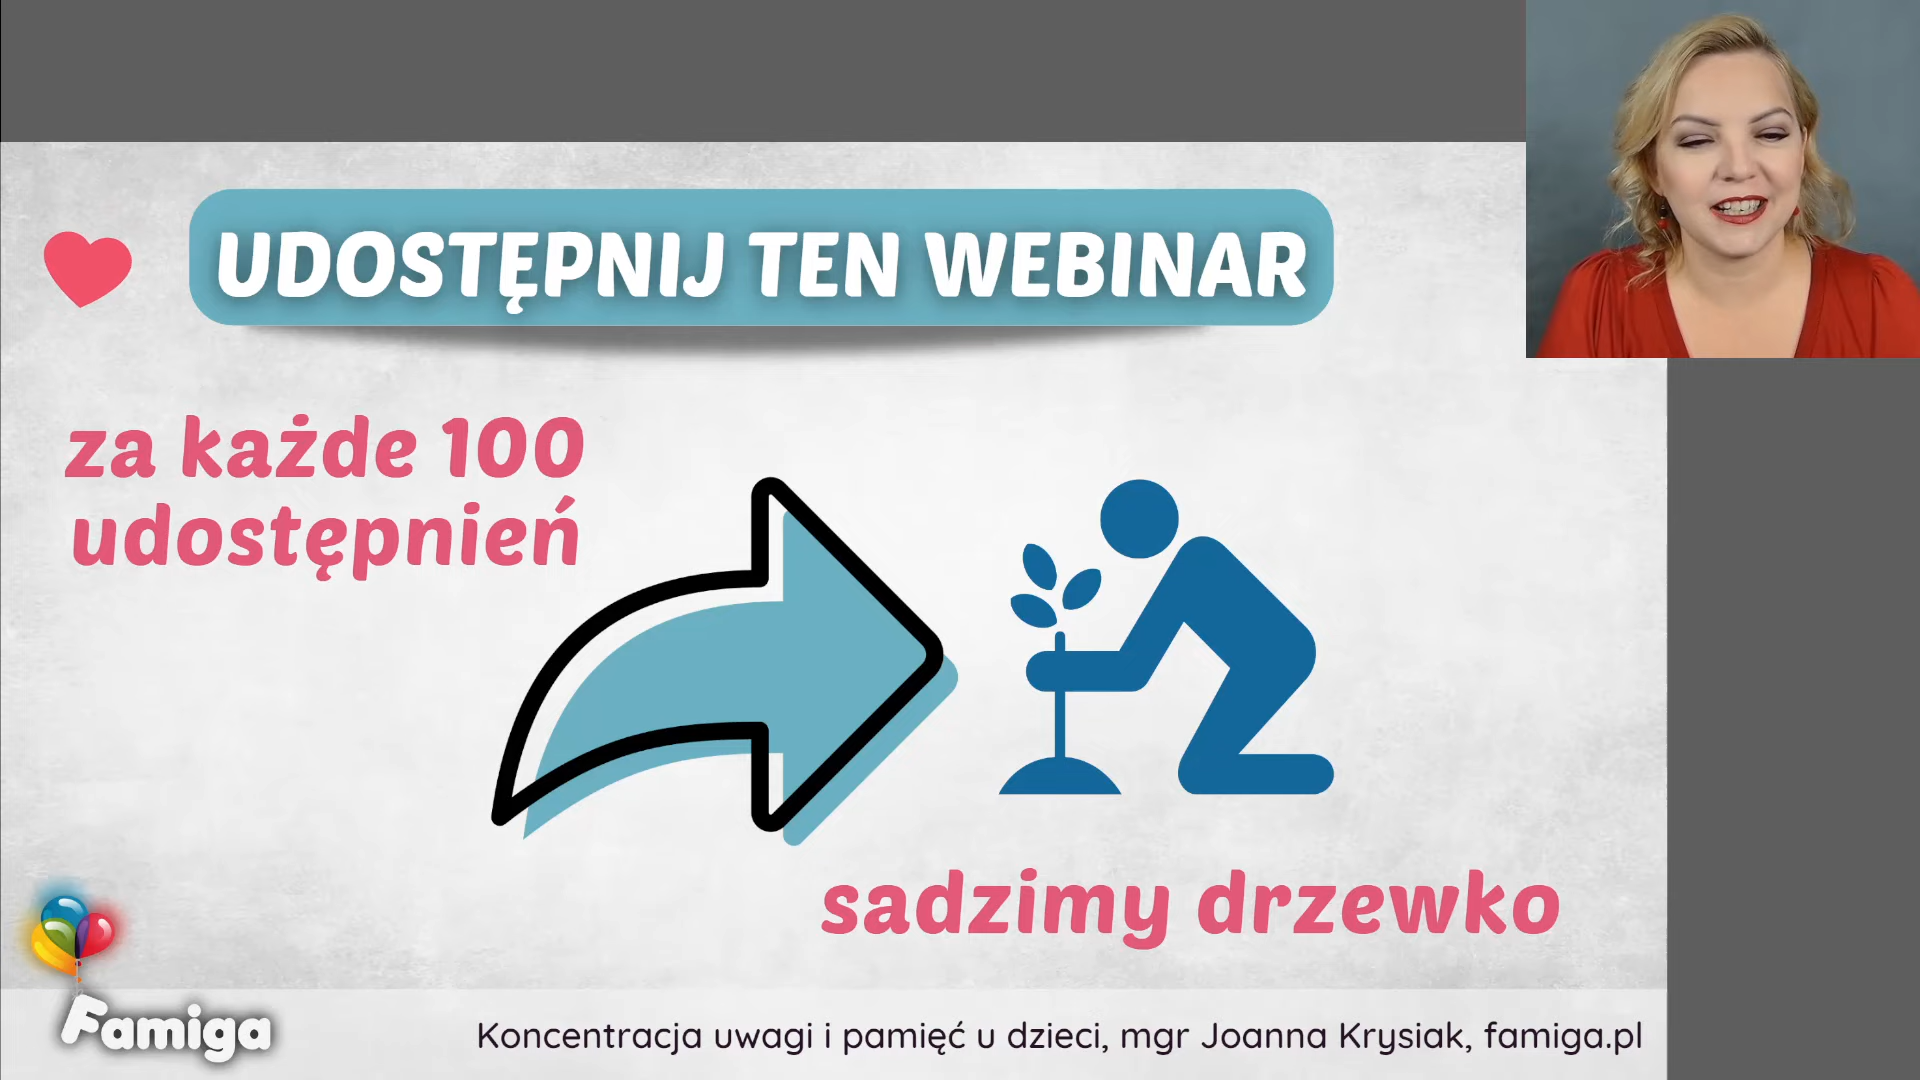 UDOSTĘPNIJ TEN WEBINAR
za każde 100
udostępnień
sadzimy drzewko
Famiga
Koncentracja uwagi i pamięć u dzieci, mgr Joanna Krysiak, famiga.pl